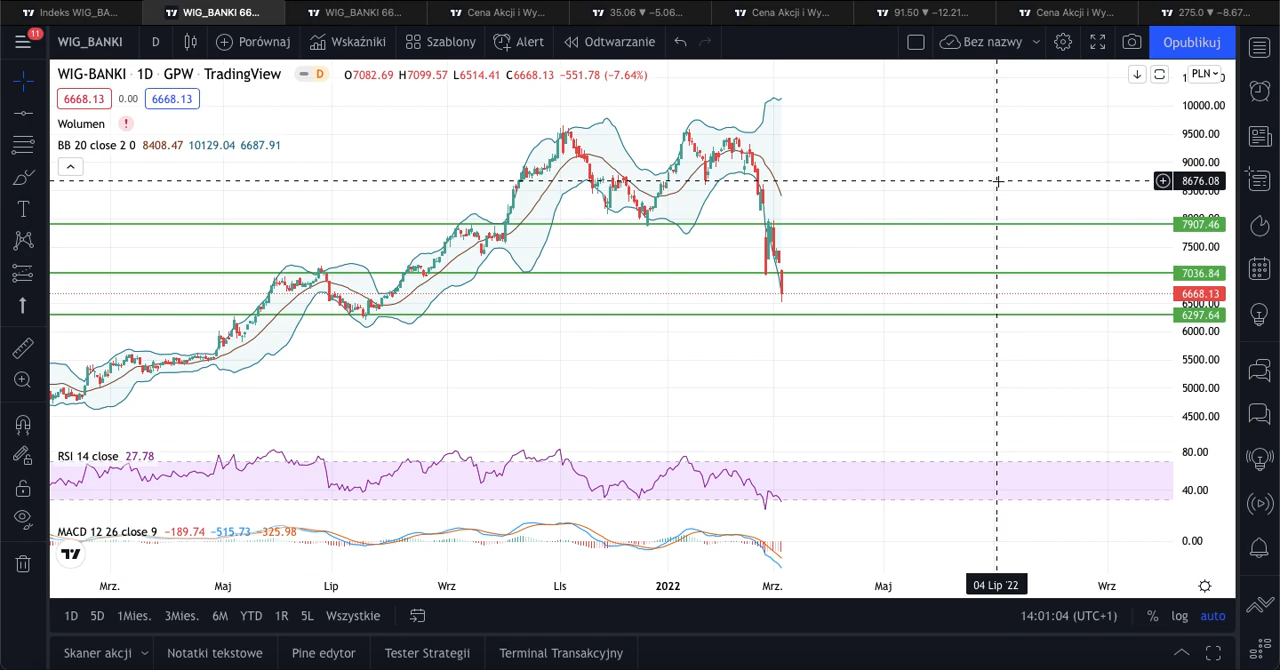 Indeks WIG_BA...
WIG_BANKI 66...
WIG_BANKI 66...
Cena Akcji i Wy...
35.06 ▼ −5.06...
Cena Akcji i Wy...
91.50 ▼ −12.21...
Cena Akcji i Wy...
275.0 ▼ −8.67...
11
WIG_BANKI
D
Porównaj
Wskaźniki
Szablony
Alert
Odtwarzanie
Bez nazwy
Opublikuj
WIG-BANKI · 1D · GPW · TradingView
D
O7082.69 H7099.57 L6514.41 C6668.13 −551.78 (−7.64%)
PLN
6668.13
0.00
6668.13
Wolumen
!
BB 20 close 2 0 8408.47 10129.04 6687.91
10000.00
9500.00
9000.00
8676.08
8500.00
8000.00
7907.46
7500.00
7036.84
6668.13
6500.00
6297.64
6000.00
5500.00
5000.00
4500.00
RSI 14 close 27.78
80.00
40.00
MACD 12 26 close 9 −189.74 −515.73 −325.98
0.00
Mrz.
Maj
Lip
Wrz
Lis
2022
Mrz.
Maj
04 Lip '22
Wrz
1D
5D
1Mies.
3Mies.
6M
YTD
1R
5L
Wszystkie
14:01:04 (UTC+1)
%
log
auto
Skaner akcji
Notatki tekstowe
Pine edytor
Tester Strategii
Terminal Transakcyjny